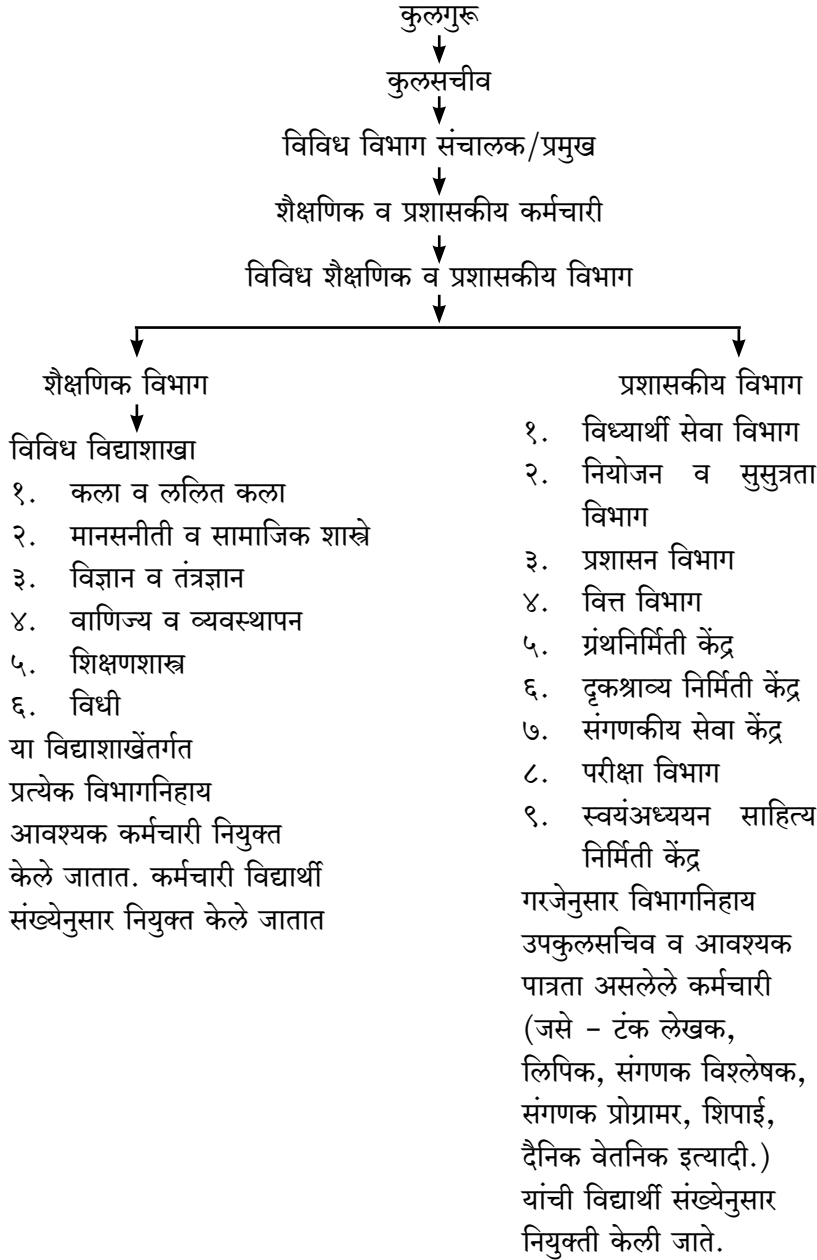 कुलगुरू
कुलसचीव
विविध विभाग संचालक/प्रमुख
शैक्षणिक व प्रशासकीय कर्मचारी
विविध शैक्षणिक व प्रशासकीय विभाग
शैक्षणिक विभाग
विविध विद्याशाखा
१. कला व ललित कला
२. मानसनीती व सामाजिक शास्त्रे
३. विज्ञान व तंत्रज्ञान
४. वाणिज्य व व्यवस्थापन
५. शिक्षणशास्त्र
६. विधी
या विद्याशाखेंतर्गत
प्रत्येक विभागनिहाय
आवश्यक कर्मचारी नियुक्त
केले जातात. कर्मचारी विद्यार्थी
संख्येनुसार नियुक्त केले जातात
प्रशासकीय विभाग
१. विध्यार्थी सेवा विभाग
२. नियोजन व सुसुत्रता
विभाग
३. प्रशासन विभाग
४. वित्त विभाग
५. ग्रंथनिर्मिती केंद्र
६. दृकश्राव्य निर्मिती केंद्र
७. संगणकीय सेवा केंद्र
८. परीक्षा विभाग
९. स्वयंअध्ययन साहित्य
निर्मिती केंद्र
गरजेनुसार विभागनिहाय
उपकुलसचिव व आवश्यक
पात्रता असलेले कर्मचारी
(जसे - टंक लेखक,
लिपिक, संगणक विश्लेषक,
संगणक प्रोग्रामर, शिपाई,
दैनिक वेतनिक इत्यादी.)
यांची विद्यार्थी संख्येनुसार
नियुक्ती केली जाते.